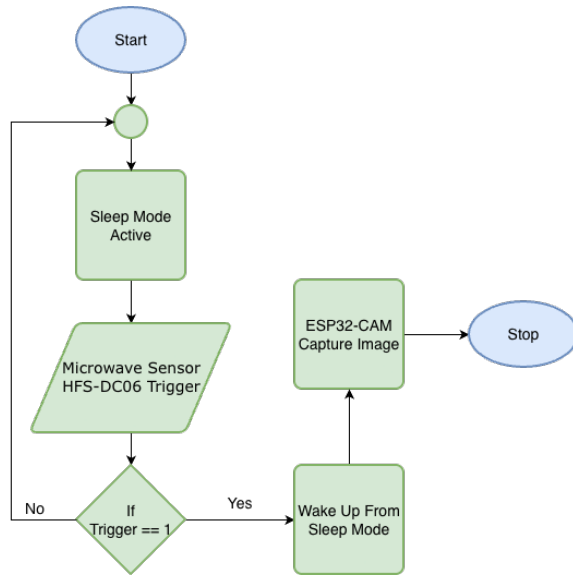 Start
Sleep Mode
Active
Microwave Sensor
HFS-DC06 Trigger
If
Trigger == 1
No
Yes
Wake Up From
Sleep Mode
ESP32-CAM
Capture Image
Stop